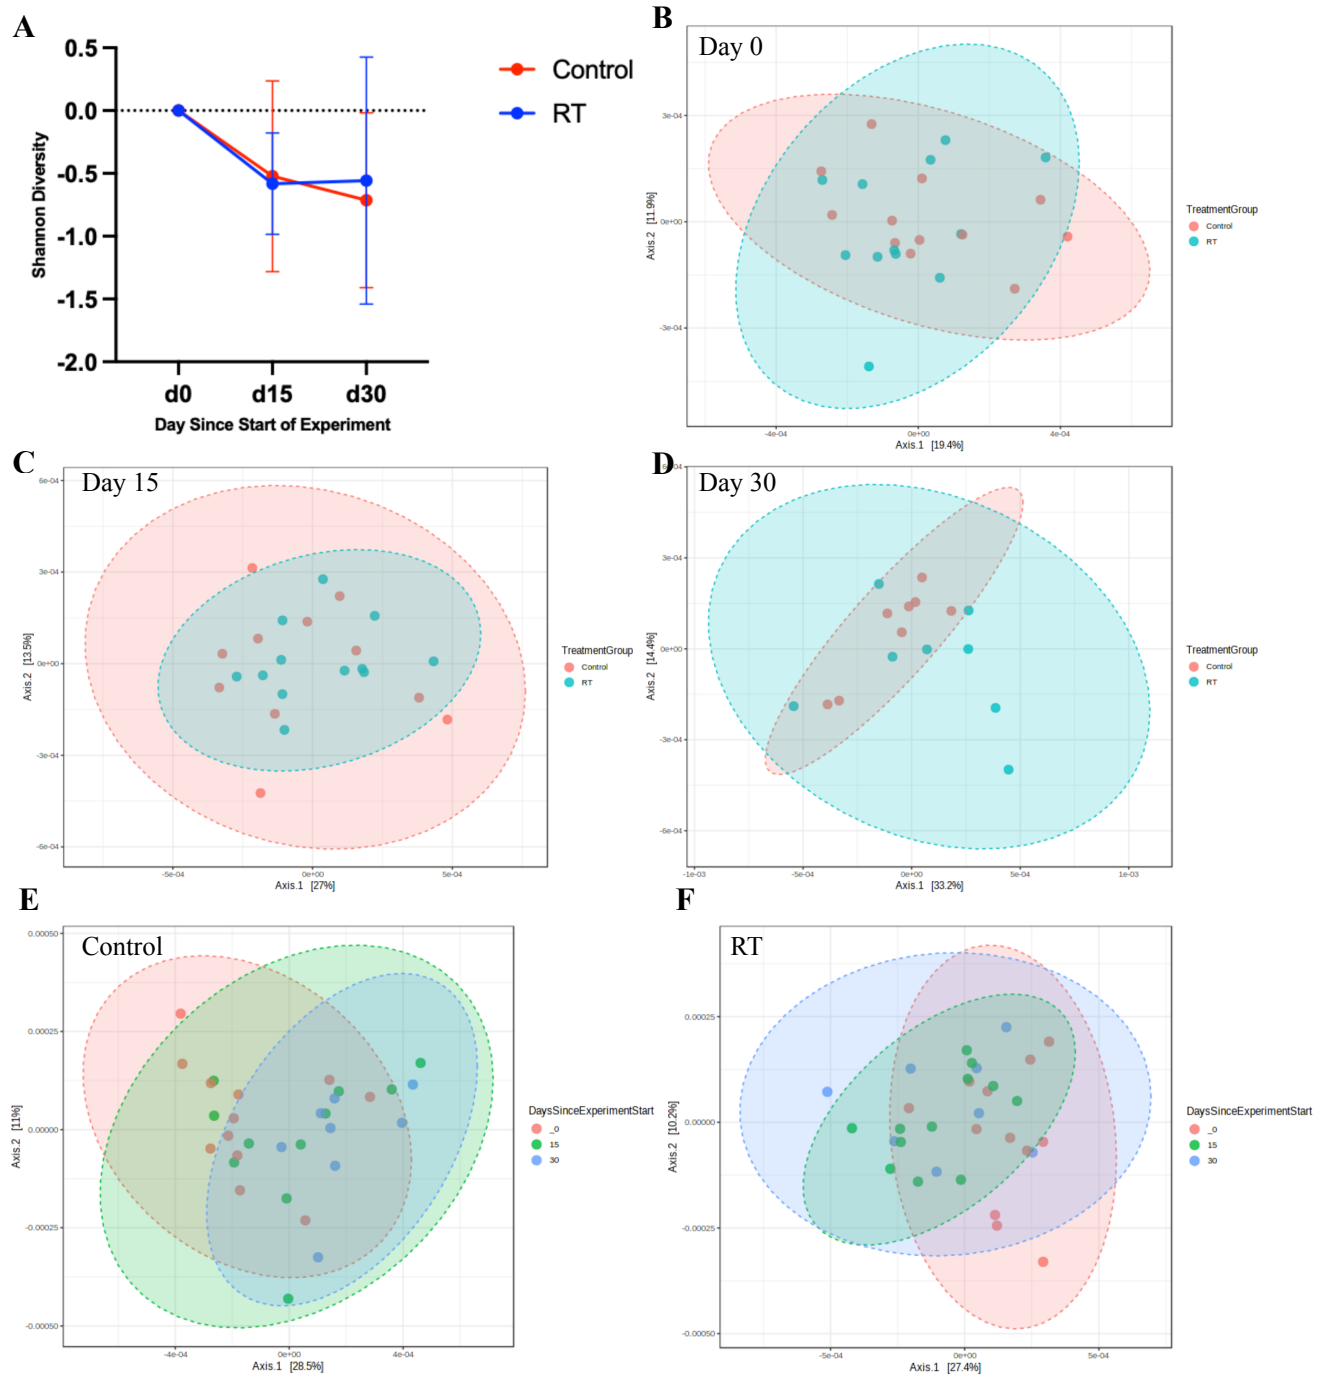 A
0.5
0.0
-0.5
-1.0
-1.5
-2.0
Shannon Diversity
d0 d15 d30
Day Since Start of Experiment
Control
RT
B
Day 0
3e-04
0e+00
-3e-04
Axis.2 [11.9%]
-4e-04 0e+00 4e-04
Axis.1 [19.4%]
TreatmentGroup
Control
RT
C
Day 15
6e-04
3e-04
0e+00
-3e-04
-6e-04
Axis.2 [13.5%]
-5e-04 0e+00 5e-04
Axis.1 [27%]
TreatmentGroup
Control
RT
D
Day 30
6e-04
3e-04
0e+00
-3e-04
-6e-04
Axis.2 [14.4%]
-1e-03 -5e-04 0e+00 5e-04 1e-03
Axis.1 [33.2%]
TreatmentGroup
Control
RT
E
Control
0.00050
0.00025
0.00000
-0.00025
-0.00050
Axis.2 [11%]
-4e-04 0e+00 4e-04
Axis.1 [28.5%]
DaysSinceExperimentStart
_0
15
30
F
RT
0.00025
0.00000
-0.00025
-0.00050
Axis.2 [10.2%]
-5e-04 0e+00 5e-04
Axis.1 [27.4%]
DaysSinceExperimentStart
_0
15
30